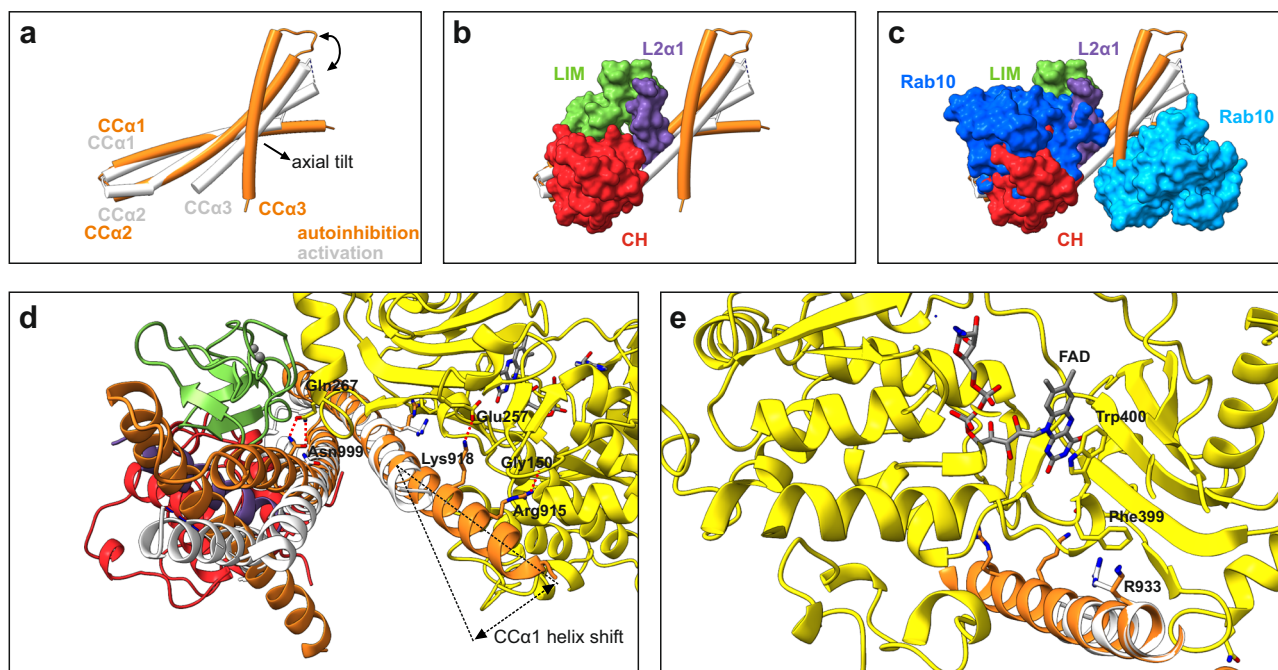 a
CCα1
CCα1
axial tilt
CCα2
CCα2
CCα3
CCα3
autoinhibition
activation
b
L2α1
LIM
CH
c
L2α1
LIM
Rab10
Rab10
CH
d
Gln267
Glu257
Asn999
Lys918
Gly150
Arg915
CCα1 helix shift
e
FAD
Trp400
Phe399
R933